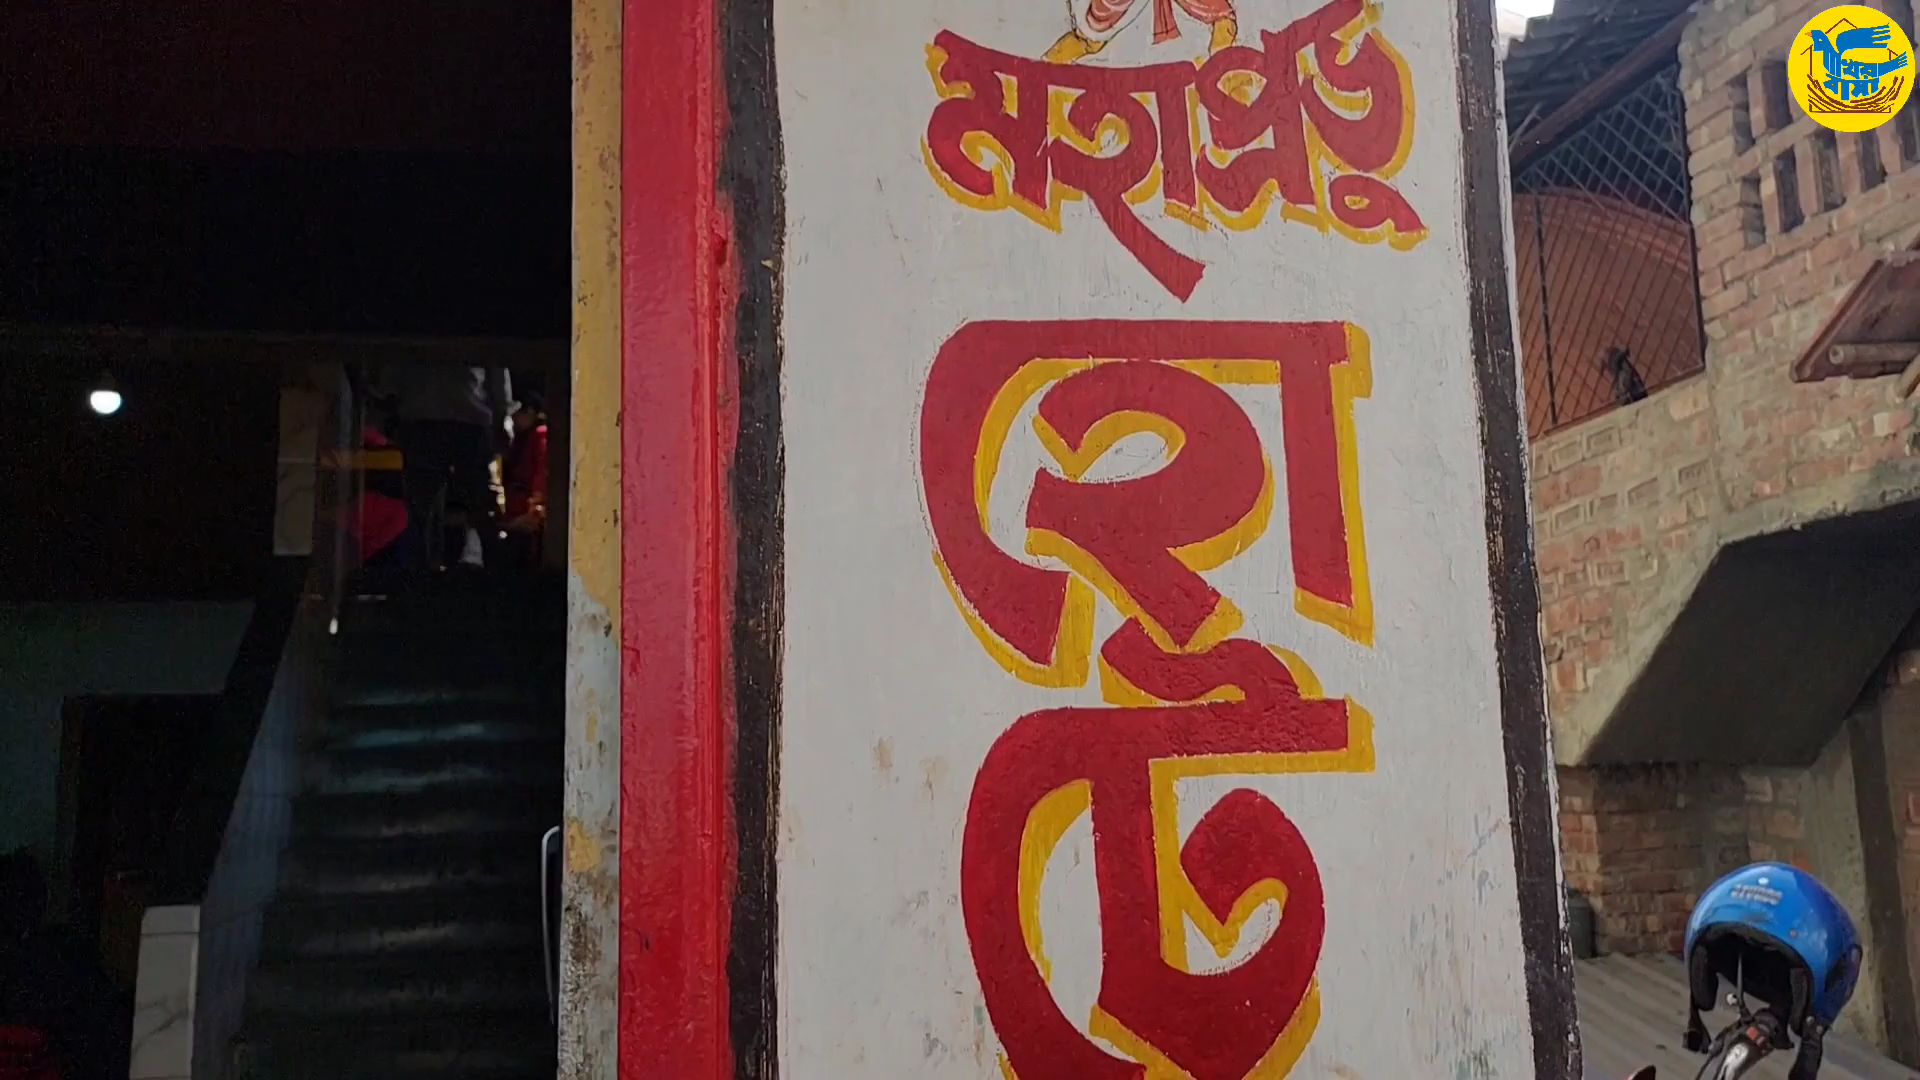 মহাপ্রভু
হো
টে
পাখির
বাসা